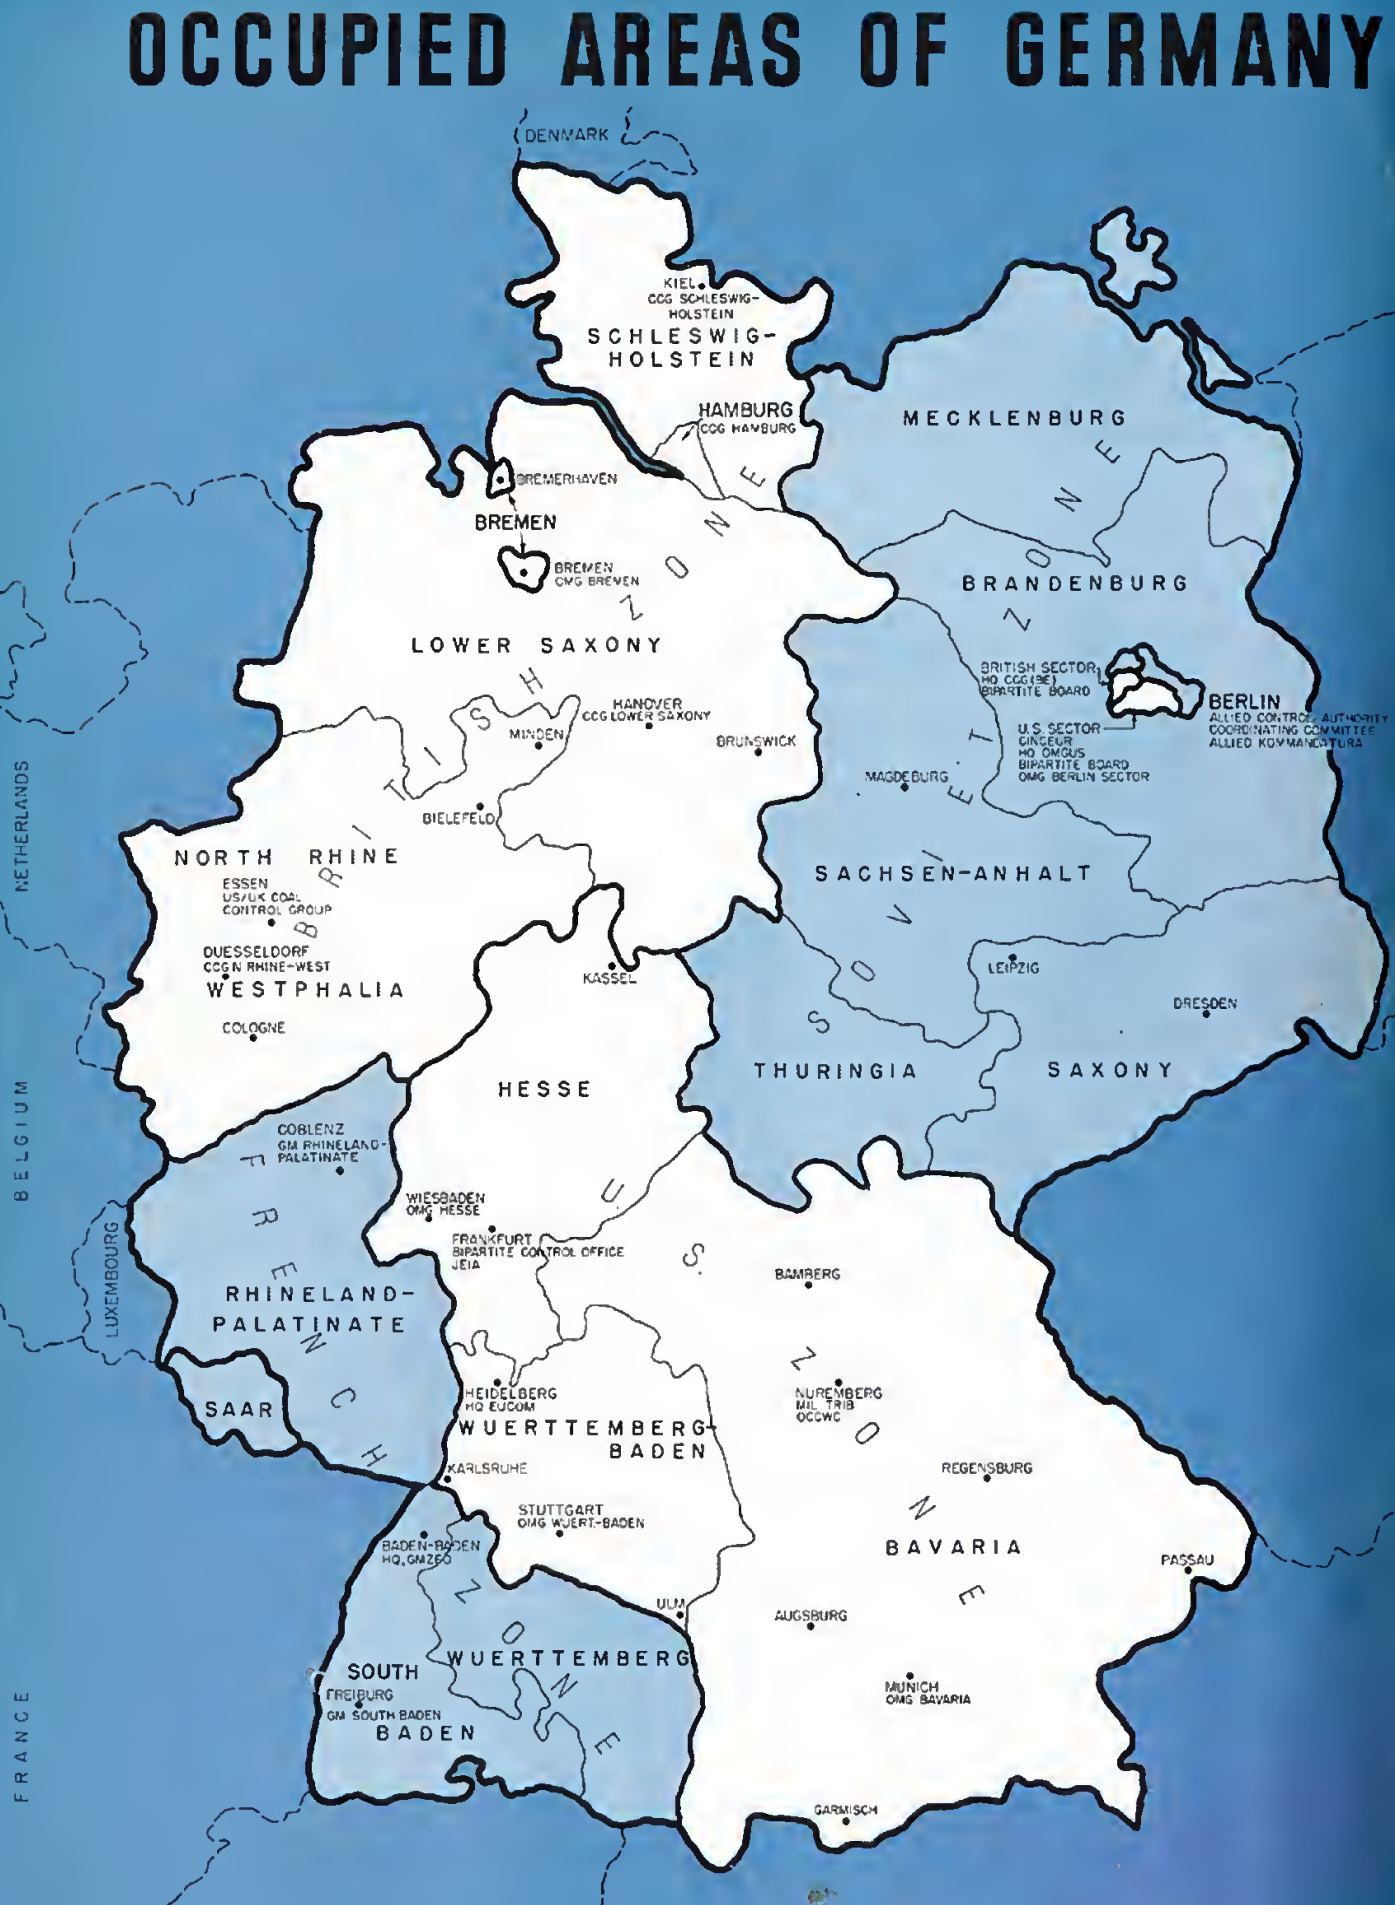 OCCUPIED AREAS OF GERMANY
DENMARK
KIEL
CCG SCHLESWIG-
HOLSTEIN
SCHLESWIG-
HOLSTEIN
HAMBURG
CCG HAMBURG
MECKLENBURG
BREMERHAVEN
BREMEN
BREMEN
OMG BREMEN
BRANDENBURG
LOWER SAXONY
BRITISH SECTOR
HQ CCG (BE)
BIPARTITE BOARD
BERLIN
ALLIED CONTROL AUTHORITY
COORDINATING COMMITTEE
ALLIED KOMMANDATURA
U.S. SECTOR
CINCEUR
HQ OMGUS
BIPARTITE BOARD
OMG BERLIN SECTOR
HANOVER
CCG LOWER SAXONY
MINDEN
BRUNSWICK
MAGDEBURG
BIELEFELD
BRITISH ZONE
SOVIET ZONE
NETHERLANDS
NORTH RHINE
ESSEN
US/UK COAL
CONTROL GROUP
DUESSELDORF
CCG N RHINE-WEST
WESTPHALIA
COLOGNE
SACHSEN-ANHALT
KASSEL
LEIPZIG
DRESDEN
HESSE
THURINGIA
SAXONY
BELGIUM
COBLENZ
GM RHINELAND-
PALATINATE
FRENCH ZONE
U.S. ZONE
WIESBADEN
OMG HESSE
FRANKFURT
BIPARTITE CONTROL OFFICE
JEIA
LUXEMBOURG
BAMBERG
RHINELAND-
PALATINATE
SAAR
HEIDELBERG
HQ EUCOM
WUERTTEMBERG-
BADEN
NUREMBERG
MIL TRIB
OCCWC
KARLSRUHE
REGENSBURG
STUTTGART
OMG WUERT.-BADEN
BADEN-BADEN
HQ, GMZFO
BAVARIA
PASSAU
ULM
AUGSBURG
WUERTTEMBERG
SOUTH
FREIBURG
GM SOUTH BADEN
BADEN
MUNICH
OMG BAVARIA
FRANCE
GARMISCH